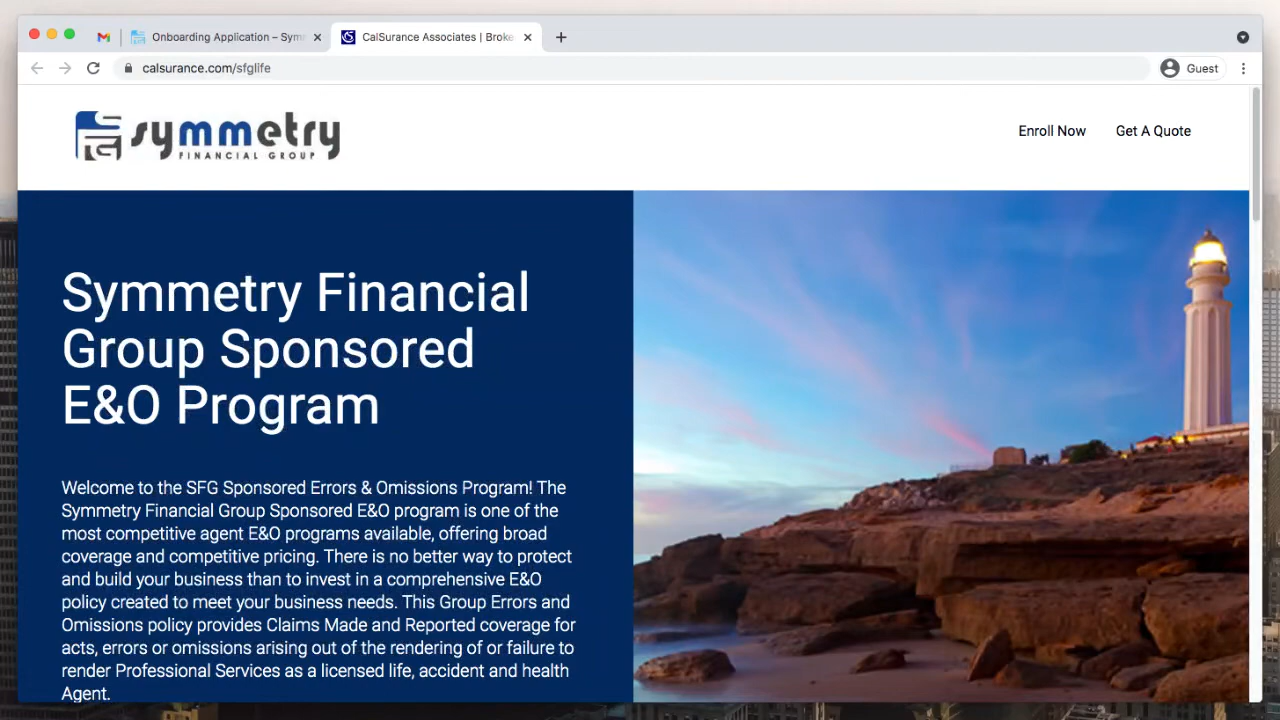 Onboarding Application – Sym
CalSurance Associates | Broke
calsurance.com/sfglife
Guest
symmetry
FINANCIAL GROUP
Enroll Now
Get A Quote
Symmetry Financial
Group Sponsored
E&O Program
Welcome to the SFG Sponsored Errors & Omissions Program! The
Symmetry Financial Group Sponsored E&O program is one of the
most competitive agent E&O programs available, offering broad
coverage and competitive pricing. There is no better way to protect
and build your business than to invest in a comprehensive E&O
policy created to meet your business needs. This Group Errors and
Omissions policy provides Claims Made and Reported coverage for
acts, errors or omissions arising out of the rendering of or failure to
render Professional Services as a licensed life, accident and health
Agent.